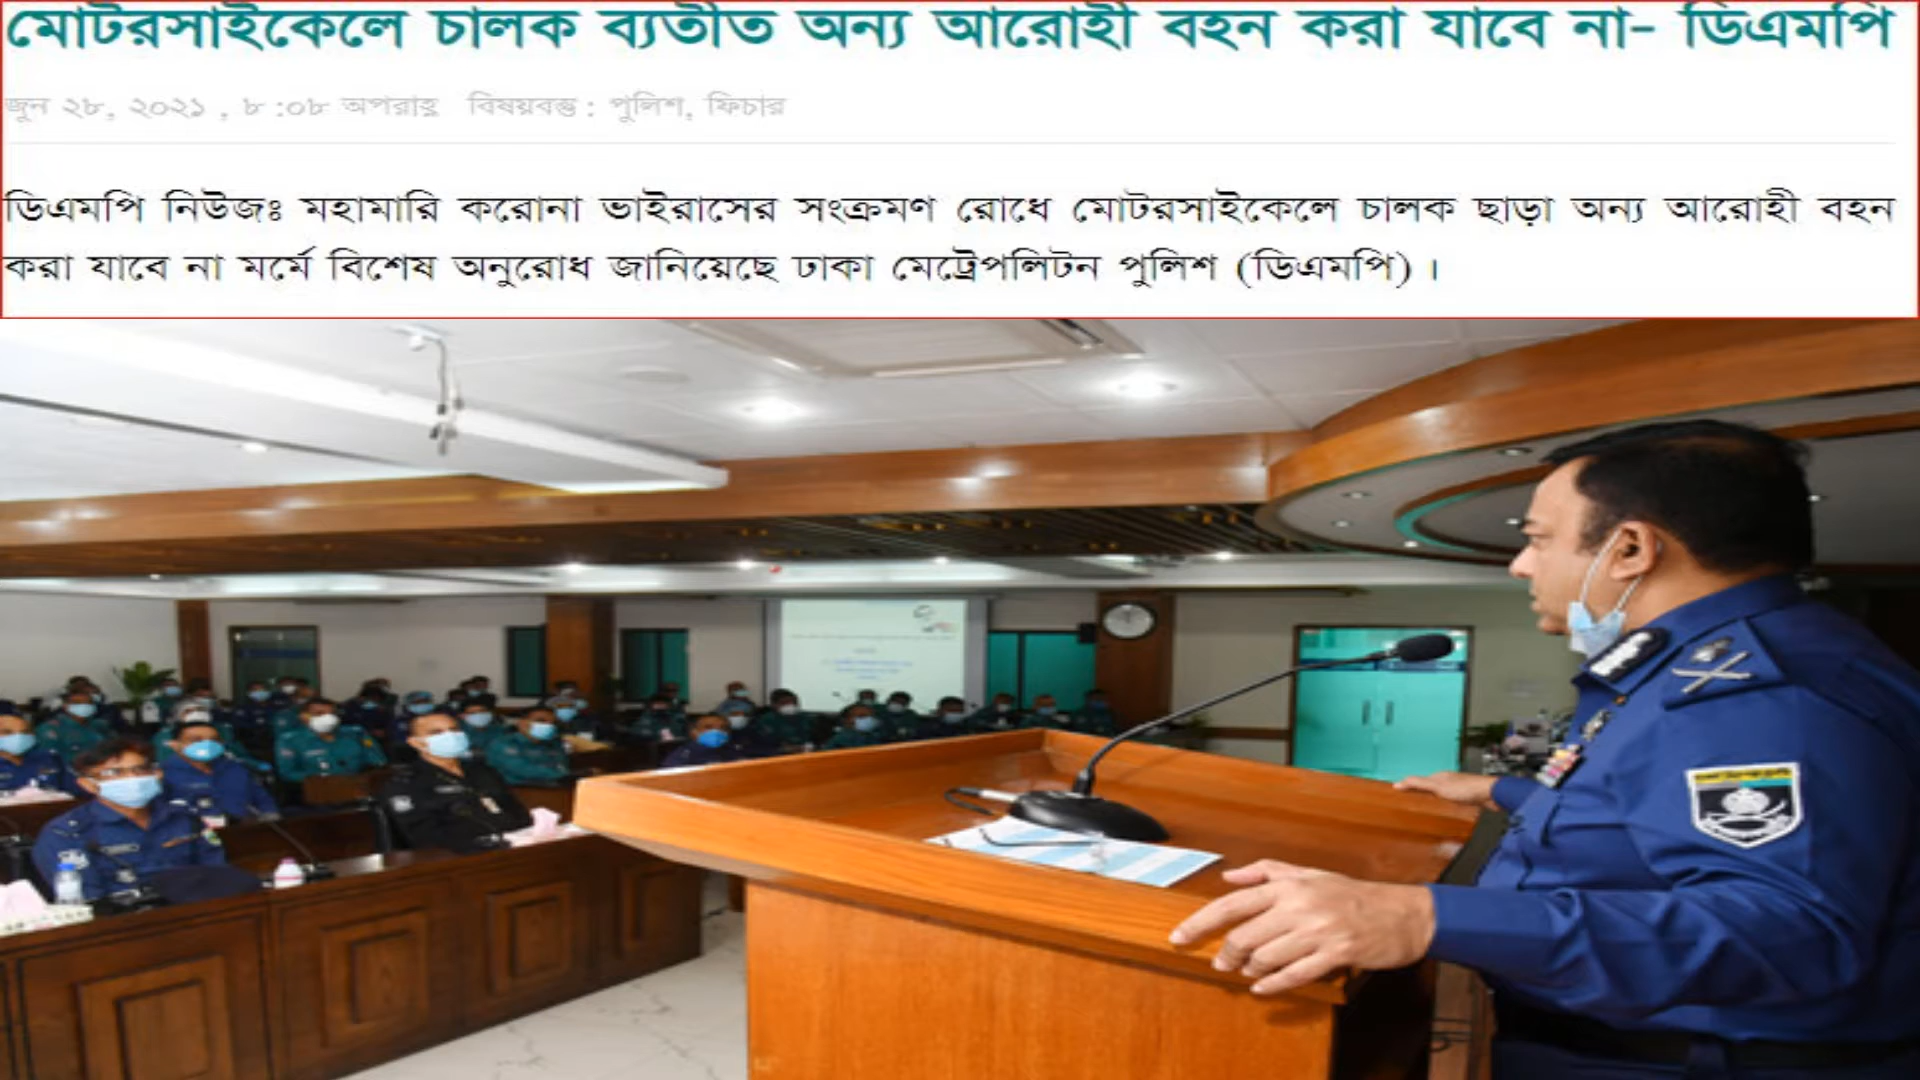 মোটরসাইকেলে চালক ব্যতীত অন্য আরোহী বহন করা যাবে না- ডিএমপি
জুন ২৮, ২০২১ , ৮ :০৮ অপরাহ্ণ বিষয়বস্তু : পুলিশ, ফিচার
ডিএমপি নিউজঃ মহামারি করোনা ভাইরাসের সংক্রমণ রোধে মোটরসাইকেলে চালক ছাড়া অন্য আরোহী বহন
করা যাবে না মর্মে বিশেষ অনুরোধ জানিয়েছে ঢাকা মেট্রেপলিটন পুলিশ (ডিএমপি) ।